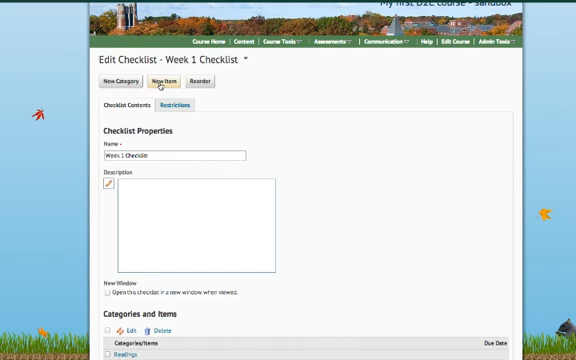 My first D2L course - sandbox
Course Home Content Course Tools Assessments Communication Help Edit Course Admin Tools
Edit Checklist - Week 1 Checklist
New Category New Item Reorder
Checklist Contents Restrictions
Checklist Properties
Name *
Week 1 Checklist
Description
New Window
Open this checklist in a new window when viewed.
Categories and Items
Edit Delete
Categories/Items Due Date
Readings